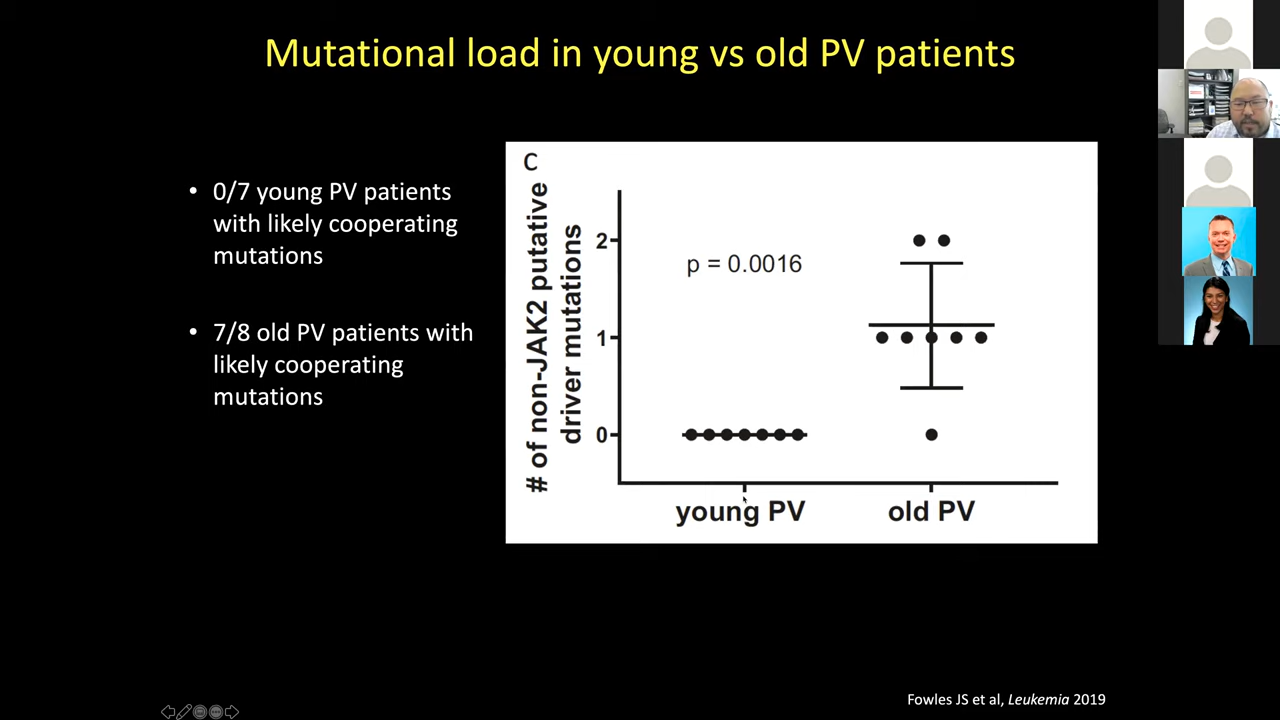 Mutational load in young vs old PV patients
• 0/7 young PV patients
with likely cooperating
mutations
• 7/8 old PV patients with
likely cooperating
mutations
C
# of non-JAK2 putative
driver mutations
2
1
0
p = 0.0016
young PV
old PV
Fowles JS et al, Leukemia 2019